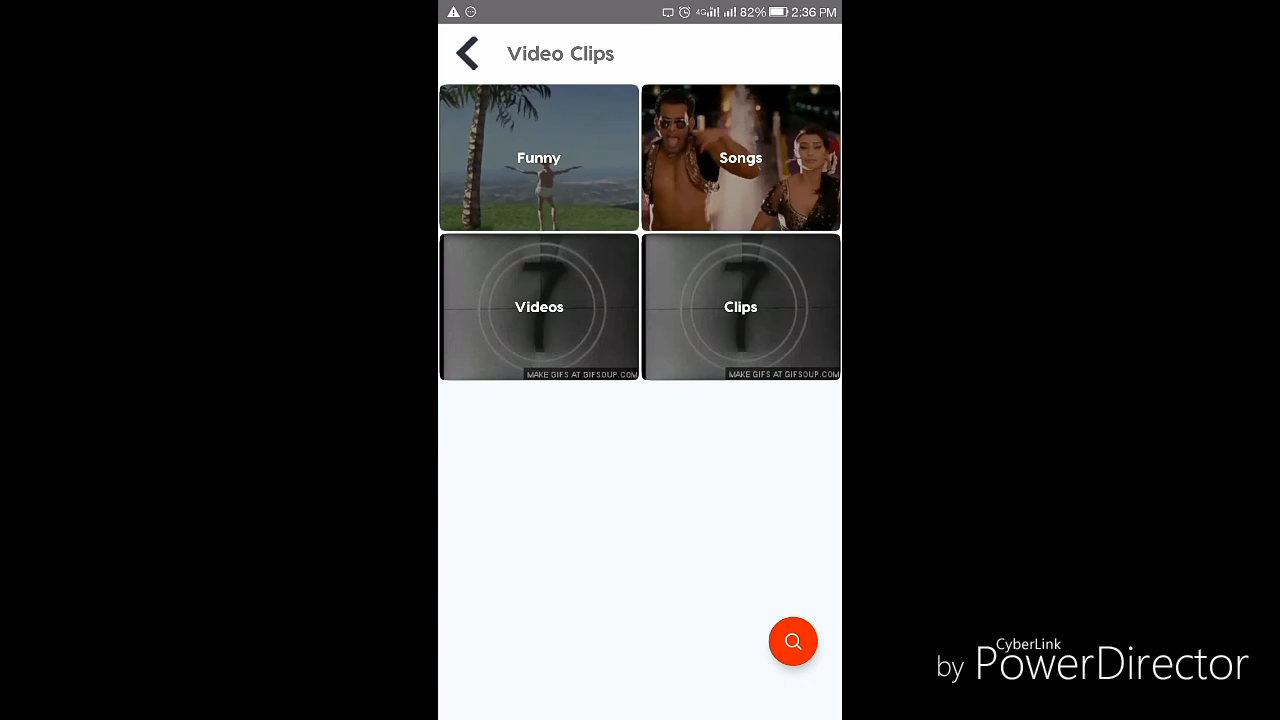 4G 82% 2:36 PM
Video Clips
Funny
Songs
Videos
Clips
MAKE GIFS AT GIFSOUP.COM
MAKE GIFS AT GIFSOUP.COM
CyberLink
by PowerDirector